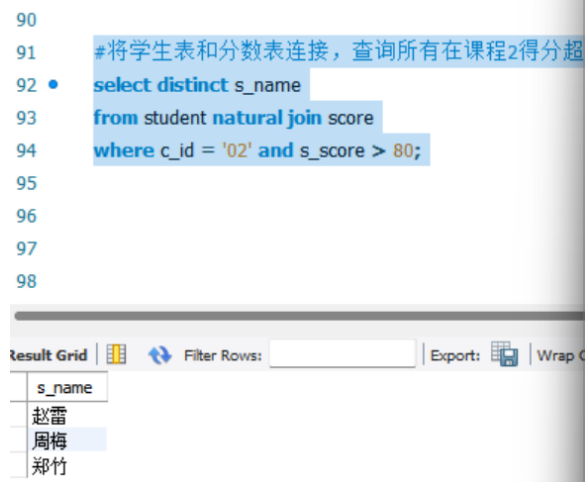 90
91 #将学生表和分数表连接，查询所有在课程2得分超
92 select distinct s_name
93 from student natural join score
94 where c_id = '02' and s_score > 80;
95
96
97
98
Result Grid Filter Rows: Export: Wrap C
s_name
赵雷
周梅
郑竹